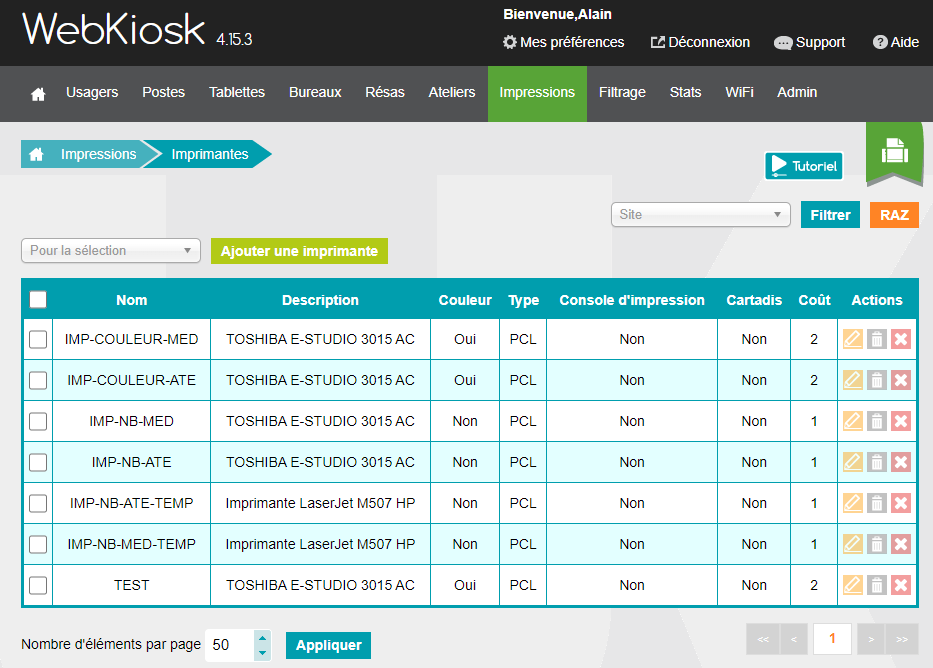 WebKiosk 4.15.3
Bienvenue,Alain
Mes préférences Déconnexion Support Aide
Usagers Postes Tablettes Bureaux Résas Ateliers Impressions Filtrage Stats WiFi Admin
Impressions Imprimantes
Tutoriel
Site Filtrer RAZ
Pour la sélection Ajouter une imprimante
Nom Description Couleur Type Console d'impression Cartadis Coût Actions
IMP-COULEUR-MED TOSHIBA E-STUDIO 3015 AC Oui PCL Non Non 2
IMP-COULEUR-ATE TOSHIBA E-STUDIO 3015 AC Oui PCL Non Non 2
IMP-NB-MED TOSHIBA E-STUDIO 3015 AC Non PCL Non Non 1
IMP-NB-ATE TOSHIBA E-STUDIO 3015 AC Non PCL Non Non 1
IMP-NB-ATE-TEMP Imprimante LaserJet M507 HP Non PCL Non Non 1
IMP-NB-MED-TEMP Imprimante LaserJet M507 HP Non PCL Non Non 1
TEST TOSHIBA E-STUDIO 3015 AC Oui PCL Non Non 2
Nombre d'éléments par page 50 Appliquer << < 1 > >>